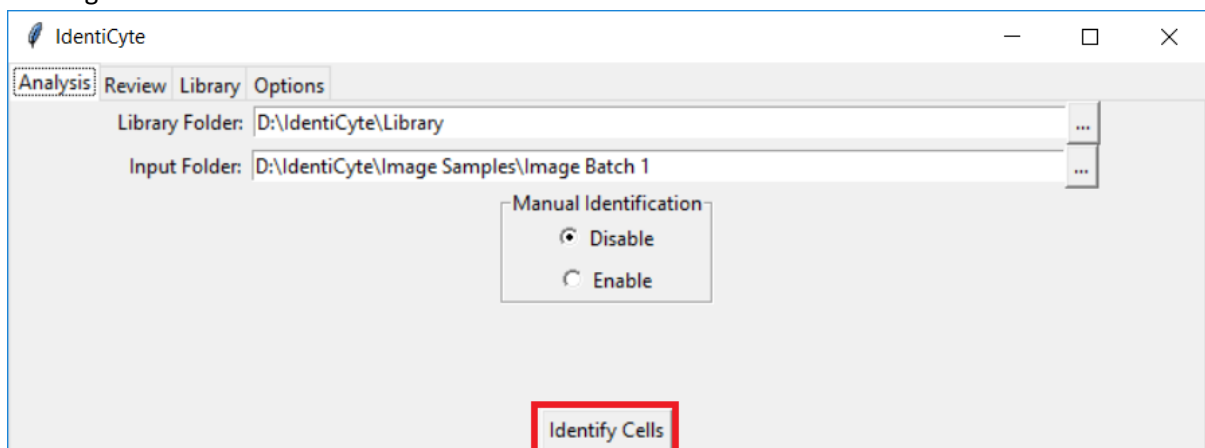 IdentiCyte
Analysis Review Library Options
Library Folder: D:\IdentiCyte\Library ...
Input Folder: D:\IdentiCyte\Image Samples\Image Batch 1 ...
Manual Identification
Disable
Enable
Identify Cells